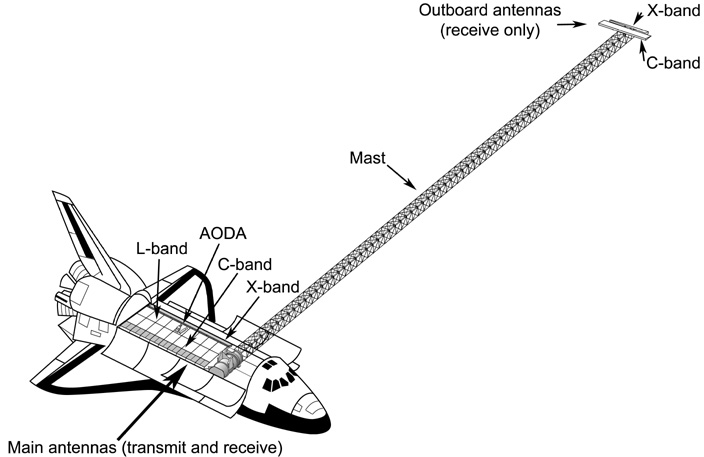 Outboard antennas
(receive only)
X-band
C-band
Mast
AODA
L-band
C-band
X-band
Main antennas (transmit and receive)